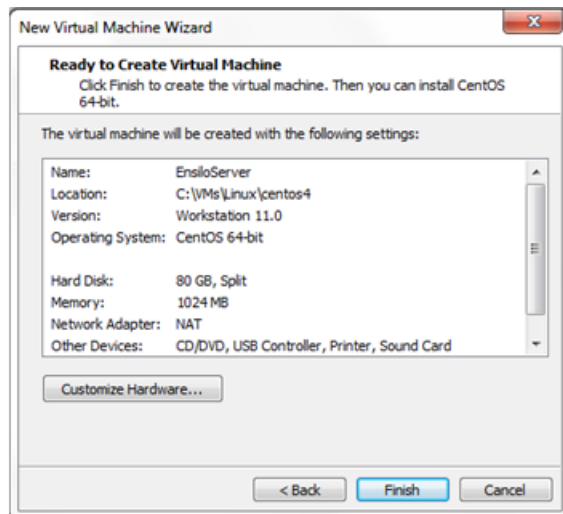 New Virtual Machine Wizard
Ready to Create Virtual Machine
Click Finish to create the virtual machine. Then you can install CentOS
64-bit.
The virtual machine will be created with the following settings:
Name: EnsiloServer
Location: C:\VMs\Linux\centos4
Version: Workstation 11.0
Operating System: CentOS 64-bit
Hard Disk: 80 GB, Split
Memory: 1024 MB
Network Adapter: NAT
Other Devices: CD/DVD, USB Controller, Printer, Sound Card
Customize Hardware...
< Back Finish Cancel